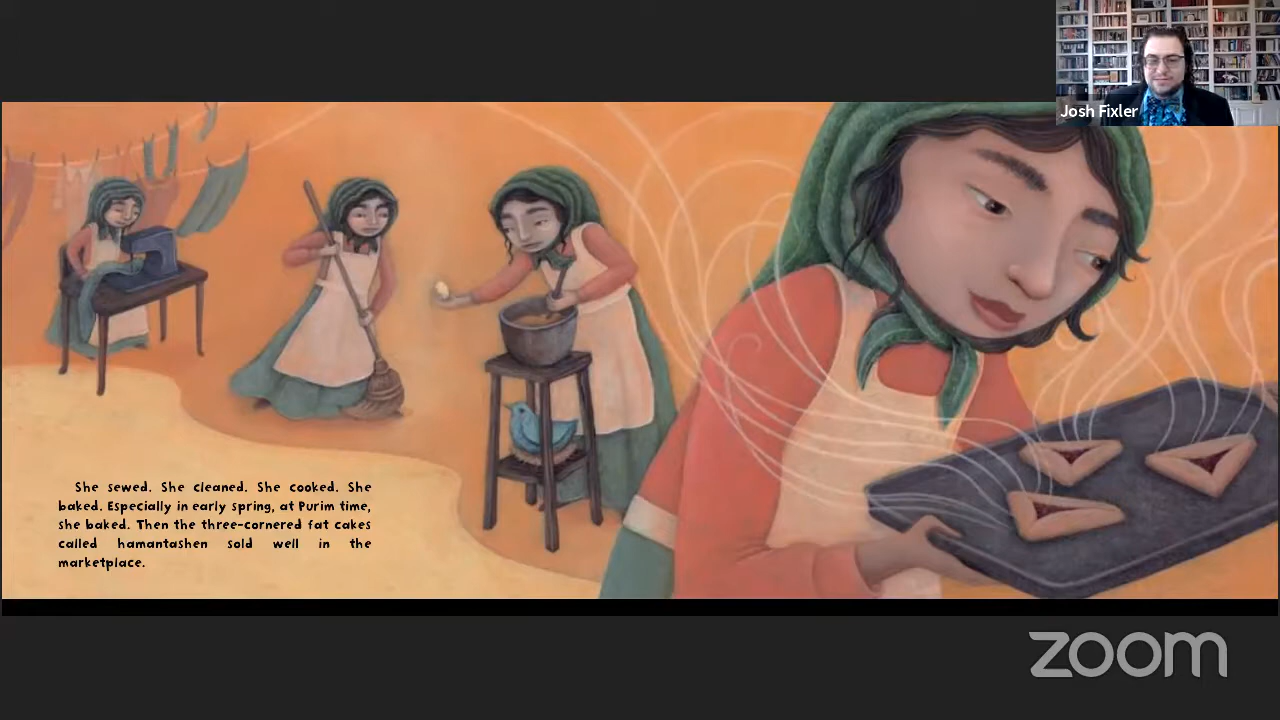 Josh Fixler
She sewed. She cleaned. She cooked. She
baked. Especially in early spring, at Purim time,
she baked. Then the three-cornered fat cakes
called hamantashen sold well in the
marketplace.
zoom